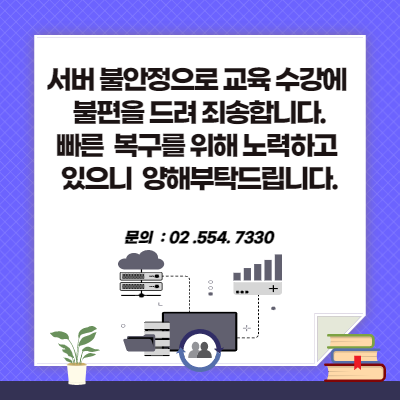 서버 불안정으로 교육 수강에
불편을 드려 죄송합니다.
빠른 복구를 위해 노력하고
있으니 양해부탁드립니다.
문의 : 02 .554. 7330